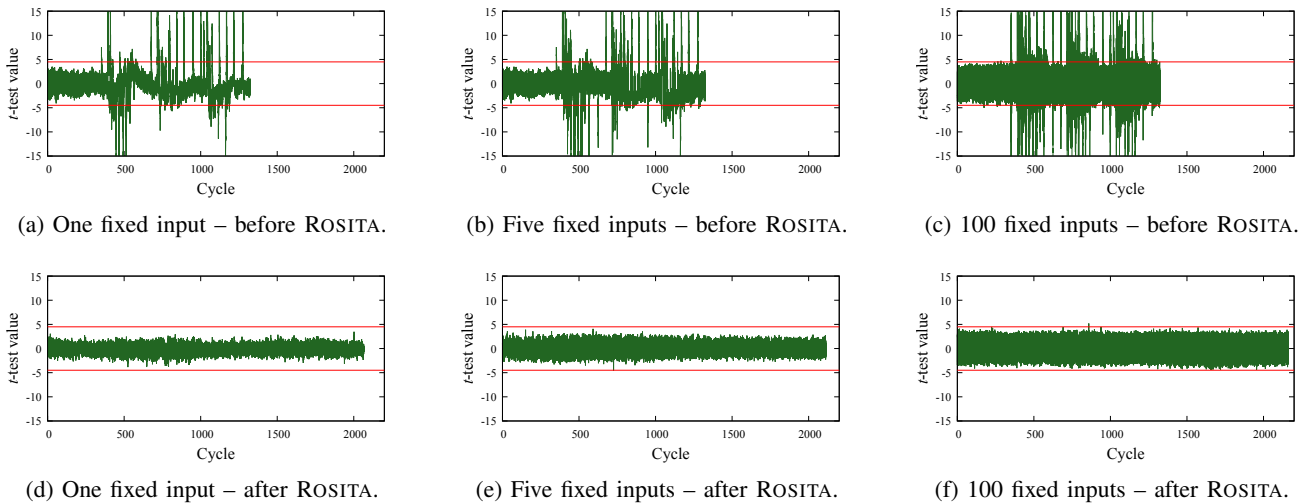 15
10
5
0
-5
-10
-15
t-test value
0 500 1000 1500 2000
Cycle
(a) One fixed input – before ROSITA.
15
10
5
0
-5
-10
-15
t-test value
0 500 1000 1500 2000
Cycle
(b) Five fixed inputs – before ROSITA.
15
10
5
0
-5
-10
-15
t-test value
0 500 1000 1500 2000
Cycle
(c) 100 fixed inputs – before ROSITA.
15
10
5
0
-5
-10
-15
t-test value
0 500 1000 1500 2000
Cycle
(d) One fixed input – after ROSITA.
15
10
5
0
-5
-10
-15
t-test value
0 500 1000 1500 2000
Cycle
(e) Five fixed inputs – after ROSITA.
15
10
5
0
-5
-10
-15
t-test value
0 500 1000 1500 2000
Cycle
(f) 100 fixed inputs – after ROSITA.